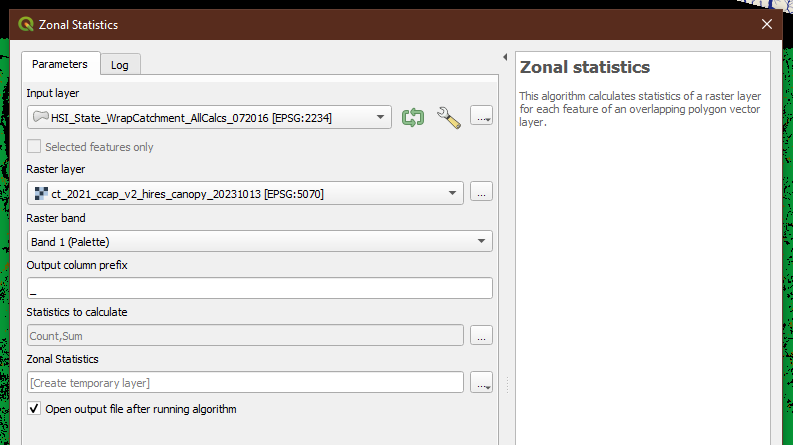 Zonal Statistics
Parameters
Log
Input layer
HSI_State_WrapCatchment_AllCalcs_072016 [EPSG:2234]
...
Selected features only
Raster layer
ct_2021_ccap_v2_hires_canopy_20231013 [EPSG:5070]
...
Raster band
Band 1 (Palette)
Output column prefix
_
Statistics to calculate
Count,Sum
...
Zonal Statistics
[Create temporary layer]
...
Open output file after running algorithm
Zonal statistics
This algorithm calculates statistics of a raster layer
for each feature of an overlapping polygon vector
layer.